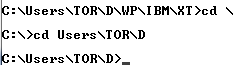 C:\Users\TOR\D\WP\IBM\XT>cd \
C:\>cd Users\TOR\D
C:\Users\TOR\D>_